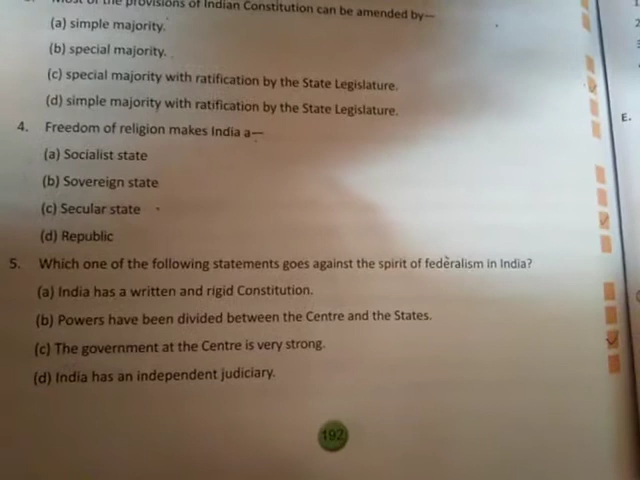 Most of the provisions of Indian Constitution can be amended by—
(a) simple majority.
(b) special majority.
(c) special majority with ratification by the State Legislature.
(d) simple majority with ratification by the State Legislature.
4. Freedom of religion makes India a—
(a) Socialist state
(b) Sovereign state
(c) Secular state
(d) Republic
5. Which one of the following statements goes against the spirit of federalism in India?
(a) India has a written and rigid Constitution.
(b) Powers have been divided between the Centre and the States.
(c) The government at the Centre is very strong.
(d) India has an independent judiciary.
192
E.